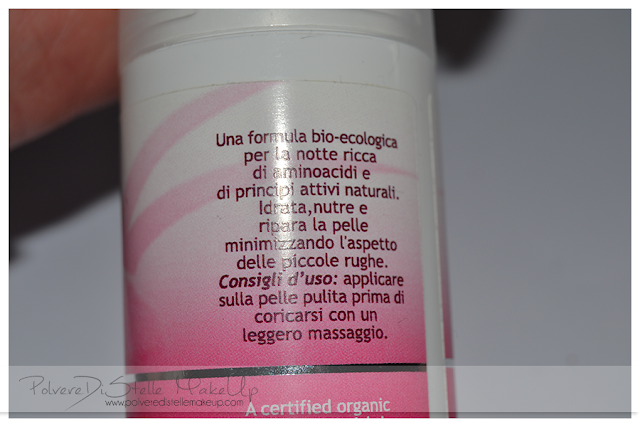 Una formula bio-ecologica
per la notte ricca
di aminoacidi e
di principi attivi naturali.
Idrata,nutre e
ripara la pelle
minimizzando l'aspetto
delle piccole rughe.
Consigli d'uso: applicare
sulla pelle pulita prima di
coricarsi con un
leggero massaggio.
PolvereDiStelle MakeUp
www.polveredistellemakeup.com
A certified organic